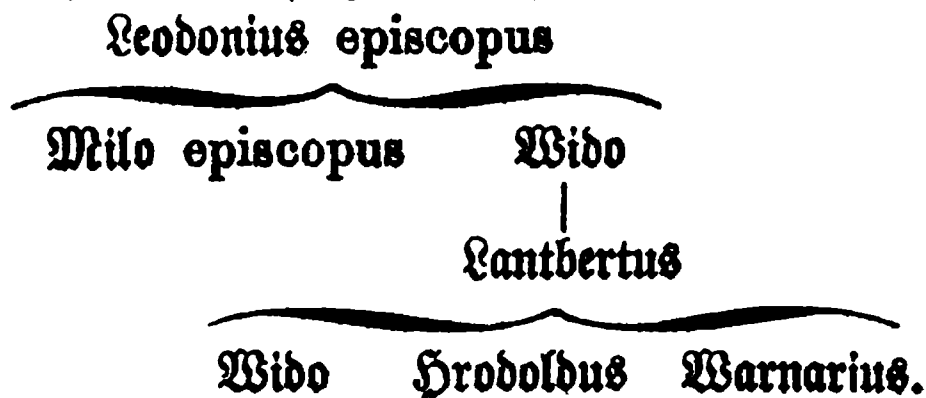 Leodonius episcopus
Milo episcopus Wido
Lantbertus
Wido Hrodoldus Warnarius.